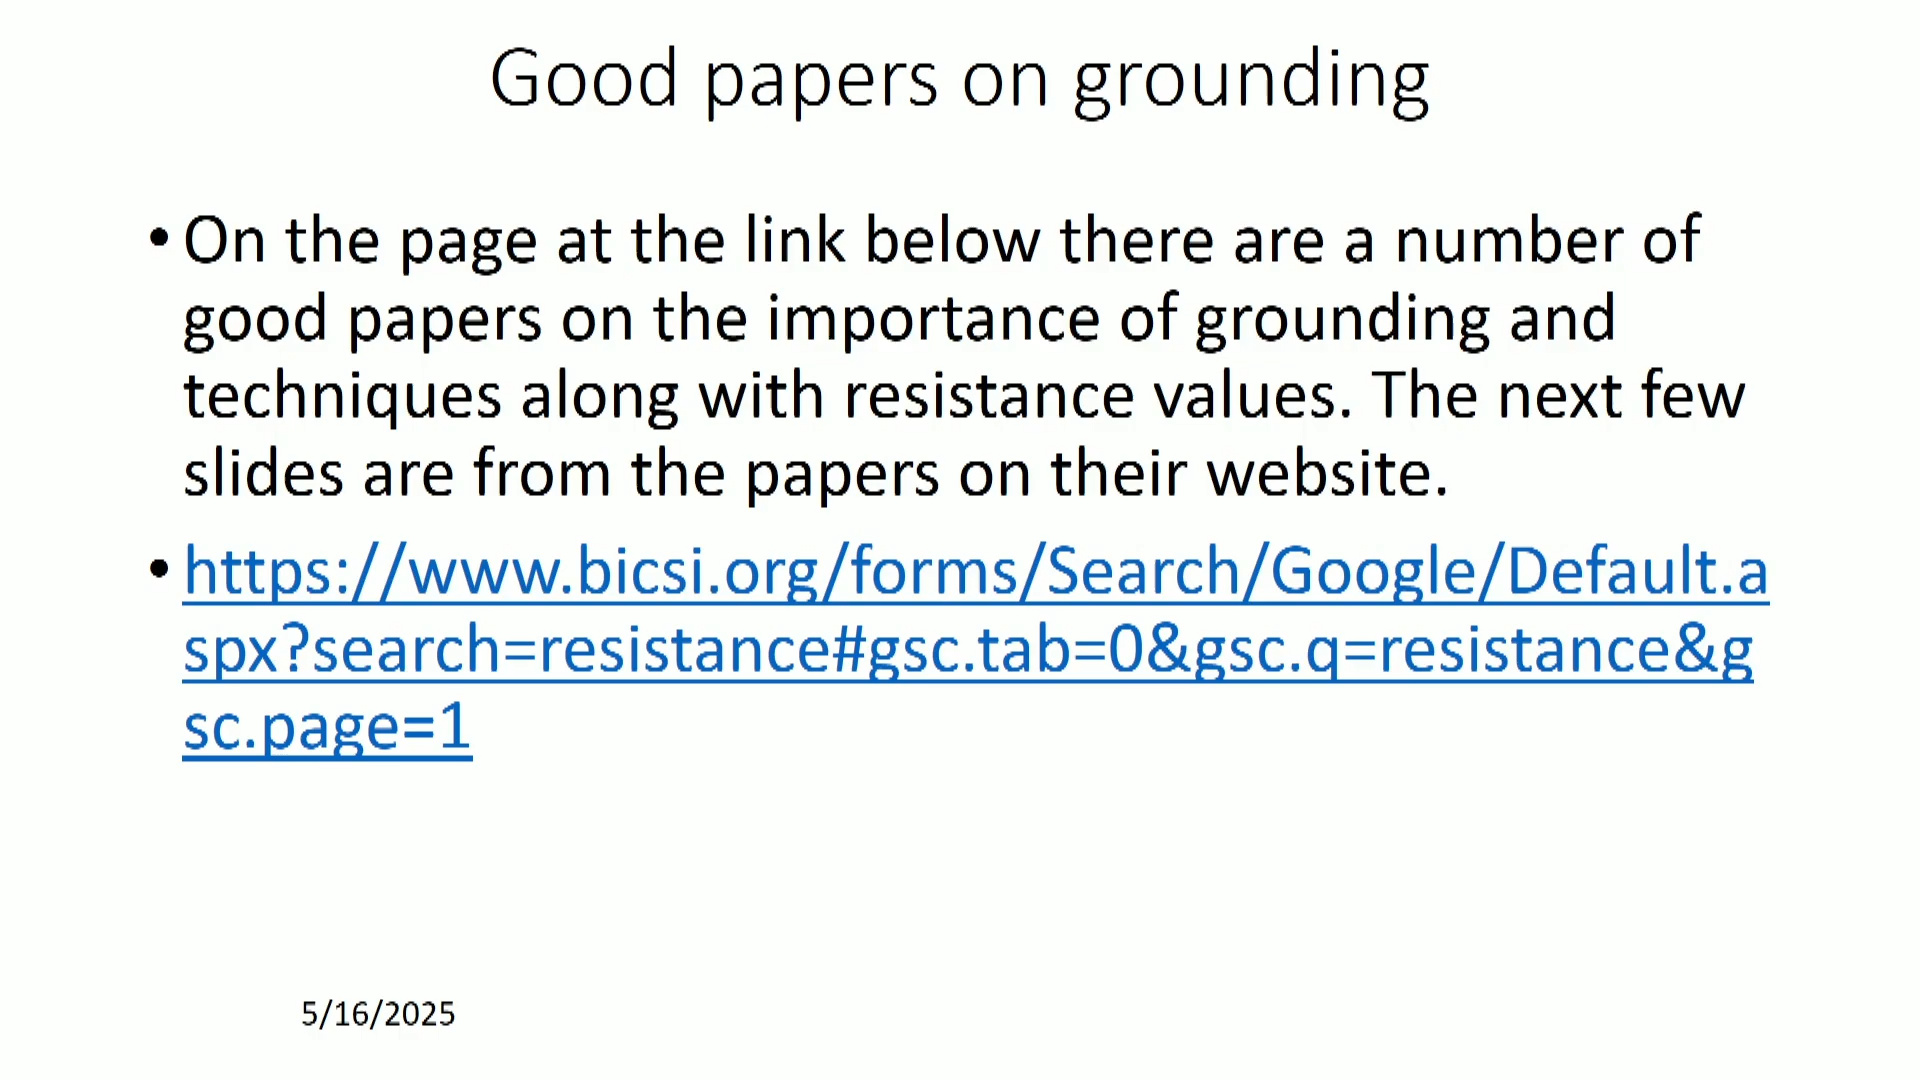 Good papers on grounding
• On the page at the link below there are a number of
good papers on the importance of grounding and
techniques along with resistance values. The next few
slides are from the papers on their website.
• https://www.bicsi.org/forms/Search/Google/Default.a
spx?search=resistance#gsc.tab=0&gsc.q=resistance&g
sc.page=1
5/16/2025